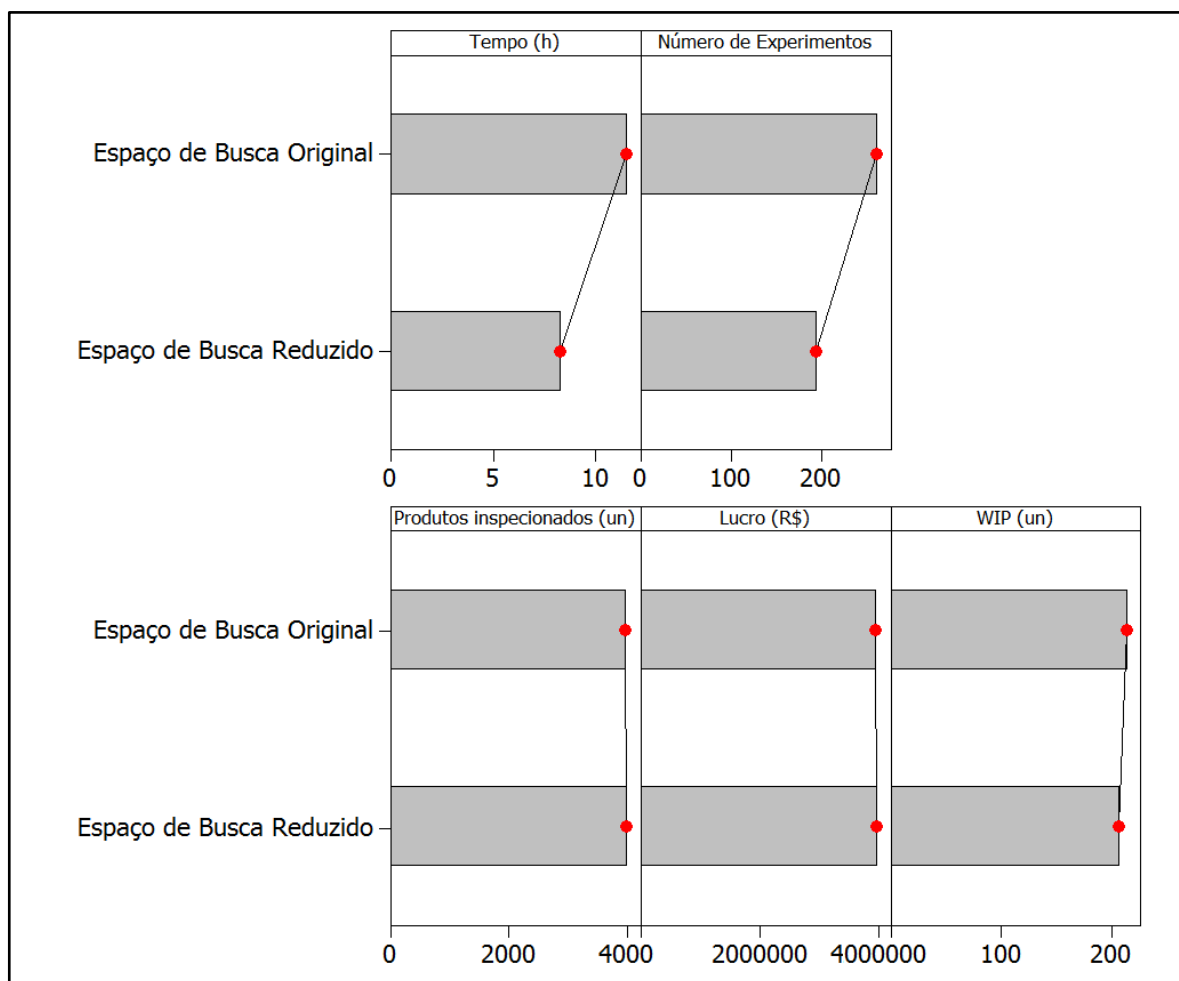 Tempo (h) Número de Experimentos
Espaço de Busca Original
Espaço de Busca Reduzido
0 5 10 0 100 200
Produtos inspecionados (un) Lucro (R$) WIP (un)
Espaço de Busca Original
Espaço de Busca Reduzido
0 2000 4000 2000000 4000000 100 200